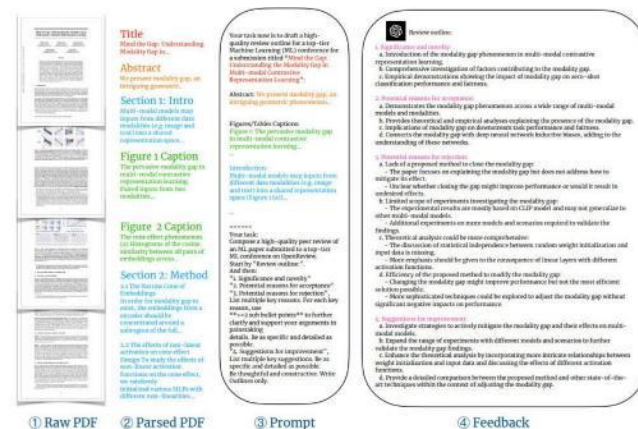 Title
Mind the Gap: Understanding
Modality Gap in...
Abstract
We present modality gap, an
intriguing geometric...
Section 1: Intro
Multi-modal models map
inputs from different data
modalities (e.g. image and
text) into a shared
representation space...
Figure 1 Caption
The pervasive modality gap in
multi-modal contrastive
representation learning.
Paired inputs from two
modalities...
Figure 2 Caption
The cone effect phenomenon
(a) Histograms of the cosine
similarity between all pairs of
embeddings across..
Section 2: Method
2.1 The Narrow Cone of
Embeddings
In order for modality gap to
exist, the embeddings from a
encoder should be
concentrated around a
subregion of the full...
2.2 The effects of non-linear
activation on cone effect
Design To study the effects of
non-linear activation
functions on the cone effect,
we randomly
initialized various MLPs with
different non-linearities...
Your task now is to draft a high-
quality review outline for a top-tier
Machine Learning (ML) conference for
a submission titled "Mind the Gap:
Understanding the Modality Gap in
Multi-modal Contrastive
Representation Learning":
Abstract: We present modality gap, an
intriguing geometric phenomenon...
Figures/Tables Captions:
Figure 1: The pervasive modality gap
in multi-modal contrastive
representation learning...
...
Introduction:
Multi-modal models map inputs from
different data modalities (e.g. image
and text) into a shared representation
space (Figure 1 (a))...
...
======
Your task:
Compose a high-quality peer review of
an ML paper submitted to a top-tier
ML conference on OpenReview.
Start by "Review outline:".
And then:
"1. Significance and novelty"
"2. Potential reasons for acceptance"
"3. Potential reasons for rejection",
List multiple key reasons. For each key
reason, use
**>=2 sub bullet points** to further
clarify and support your arguments in
painstaking
details. Be as specific and detailed as
possible.
"4. Suggestions for improvement",
List multiple key suggestions. Be as
specific and detailed as possible.
Be thoughtful and constructive. Write
Outlines only.
Review outline:
1. Significance and novelty
a. Introduction of the modality gap phenomenon in multi-modal contrastive
representation learning.
b. Comprehensive investigation of factors contributing to the modality gap.
c. Empirical demonstrations showing the impact of modality gap on zero-shot
classification performance and fairness.
2. Potential reasons for acceptance
a. Demonstrates the modality gap phenomenon across a wide range of multi-modal
models and modalities.
b. Provides theoretical and empirical analyses explaining the presence of the modality gap.
c. Implications of modality gap on downstream task performance and fairness.
d. Connects the modality gap with deep neural network inductive biases, adding to the
understanding of these networks.
3. Potential reasons for rejection
a. Lack of a proposed method to close the modality gap:
- The paper focuses on explaining the modality gap but does not address how to
mitigate its effect.
- Unclear whether closing the gap might improve performance or would it result in
undesired effects.
b. Limited scope of experiments investigating the modality gap:
- The experimental results are mostly based on CLIP model and may not generalize to
other multi-modal models.
- Additional experiments on more models and scenarios required to validate the
findings.
c. Theoretical analysis could be more comprehensive:
- The discussion of statistical independence between random weight initialization and
input data is missing.
- More emphasis should be given to the consequence of linear layers with different
activation functions.
d. Efficiency of the proposed method to modify the modality gap:
- Changing the modality gap might improve performance but not the most efficient
solution possible.
- More sophisticated techniques could be explored to adjust the modality gap without
significant negative impacts on performance.
4. Suggestions for improvement
a. Investigate strategies to actively mitigate the modality gap and their effects on multi-
modal models.
b. Expand the range of experiments with different models and scenarios to further
validate the modality gap findings.
c. Enhance the theoretical analysis by incorporating more intricate relationships between
weight initialization and input data and discussing the effects of different activation
functions.
d. Provide a detailed comparison between the proposed method and other state-of-the-
art techniques within the context of adjusting the modality gap.
① Raw PDF
② Parsed PDF
③ Prompt
④ Feedback